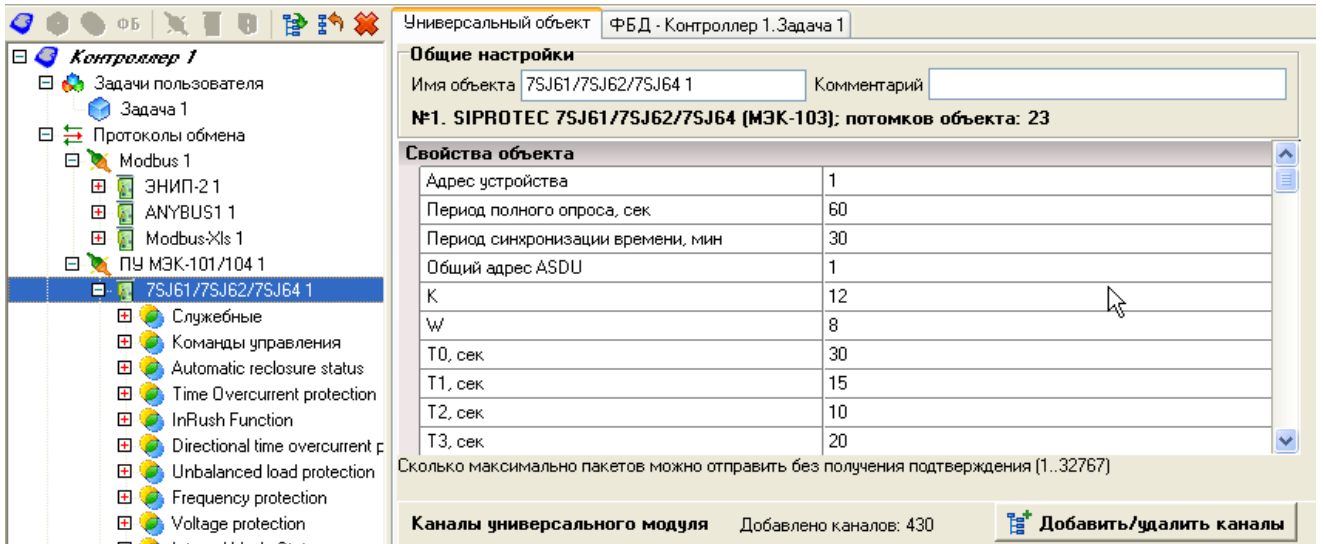 ФБ
Контроллер 1
Задачи пользователя
Задача 1
Протоколы обмена
Modbus 1
ЭНИП-2 1
ANYBUS1 1
Modbus-Xls 1
ПУ МЭК-101/104 1
7SJ61/7SJ62/7SJ64 1
Служебные
Команды управления
Automatic reclosure status
Time Overcurrent protection
InRush Function
Directional time overcurrent p
Unbalanced load protection
Frequency protection
Voltage protection
Универсальный объект ФБД - Контроллер 1.Задача 1
Общие настройки
Имя объекта 7SJ61/7SJ62/7SJ64 1 Комментарий
№1. SIPROTEC 7SJ61/7SJ62/7SJ64 (МЭК-103); потомков объекта: 23
Свойства объекта
Адрес устройства 1
Период полного опроса, сек 60
Период синхронизации времени, мин 30
Общий адрес ASDU 1
K 12
W 8
T0, сек 30
T1, сек 15
T2, сек 10
T3, сек 20
Сколько максимально пакетов можно отправить без получения подтверждения (1..32767)
Каналы универсального модуля Добавлено каналов: 430 Добавить/удалить каналы